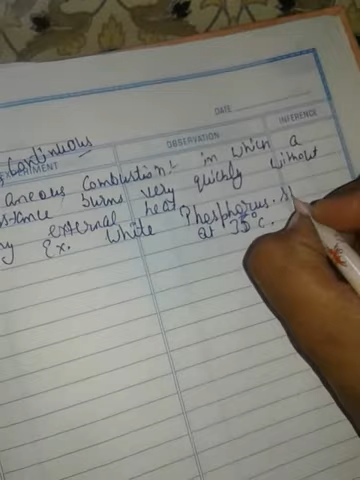 DATE
Continuous
EXPERIMENT OBSERVATION INFERENCE
aneous Combustion:- in which a
stance burns very quickly without
ny external heat
Ex. White Phosphorus.
at 35°C.